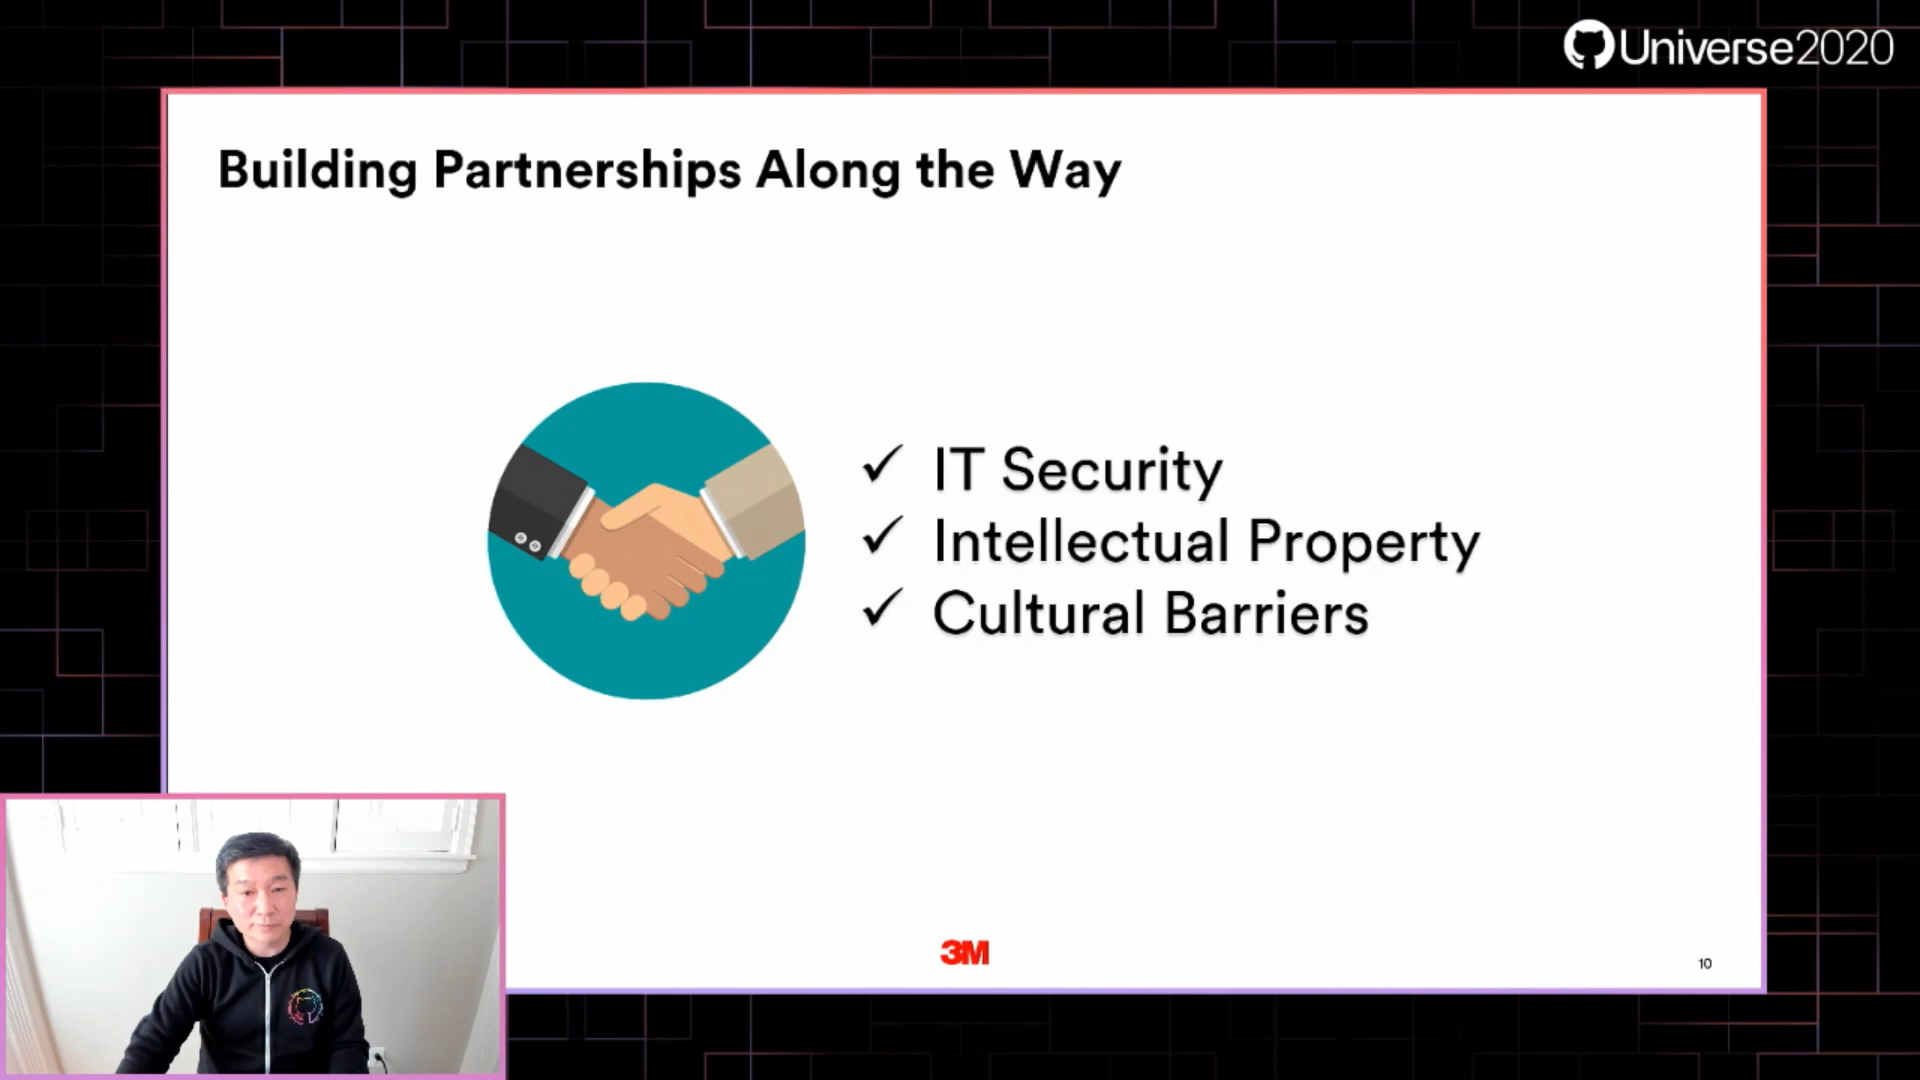 Universe2020
Building Partnerships Along the Way
✓ IT Security
✓ Intellectual Property
✓ Cultural Barriers
3M
10